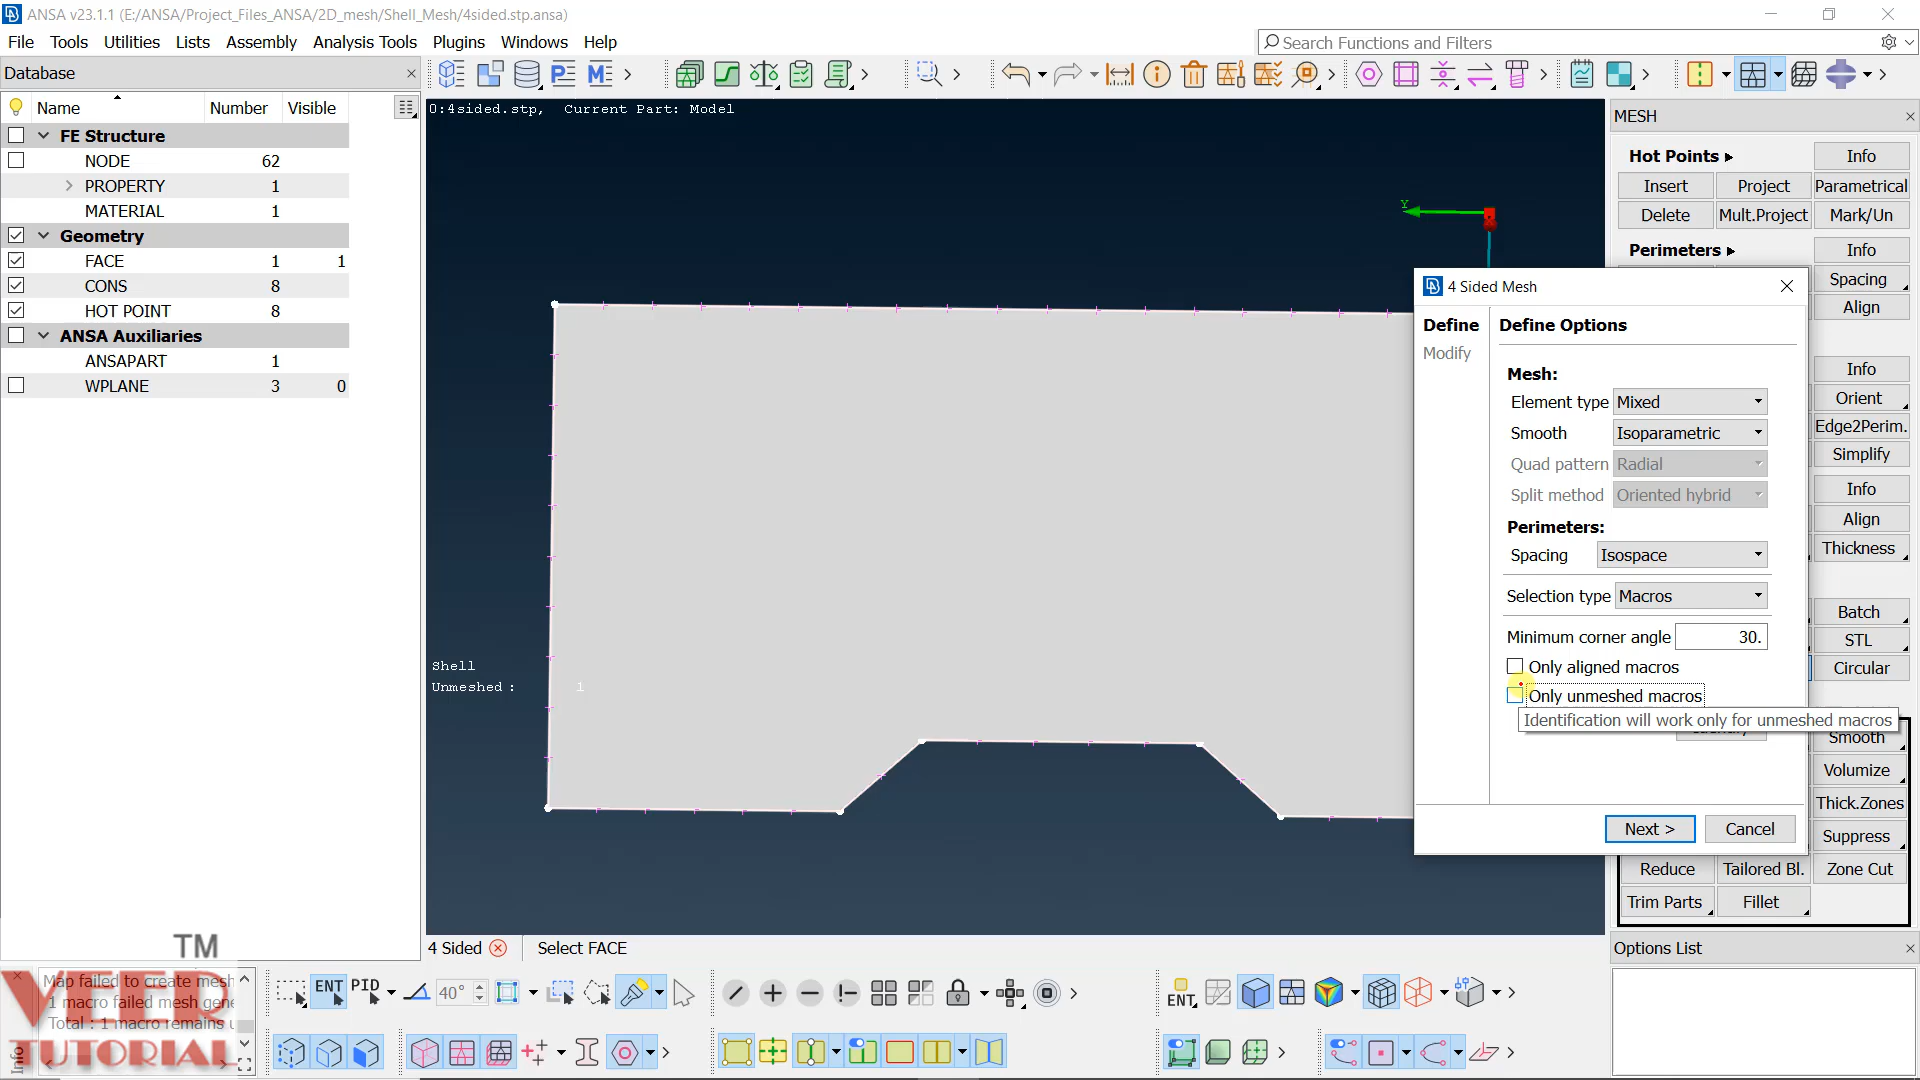 ANSA v23.1.1 (E:/ANSA/Project_Files_ANSA/2D_mesh/Shell_Mesh/4sided.stp.ansa)
File Tools Utilities Lists Assembly Analysis Tools Plugins Windows Help
Search Functions and Filters
Database
Name Number Visible
FE Structure
NODE 62
PROPERTY 1
MATERIAL 1
Geometry
FACE 1 1
CONS 8
HOT POINT 8
ANSA Auxiliaries
ANSAPART 1
WPLANE 3 0
0:4sided.stp, Current Part: Model
Y
Shell
Unmeshed : 1
4 Sided Mesh
Define
Modify
Define Options
Mesh:
Element type Mixed
Smooth Isoparametric
Quad pattern Radial
Split method Oriented hybrid
Perimeters:
Spacing Isospace
Selection type Macros
Minimum corner angle 30.
Only aligned macros
Only unmeshed macros
Identification will work only for unmeshed macros
Next > Cancel
MESH
Hot Points Info
Insert Project Parametrical
Delete Mult.Project Mark/Un
Perimeters Info
Spacing
Align
Info
Orient
Edge2Perim.
Simplify
Info
Align
Thickness
Batch
STL
Circular
Smooth
Volumize
Thick.Zones
Suppress
Reduce Tailored Bl. Zone Cut
Trim Parts Fillet
Options List
4 Sided Select FACE
Map failed to create mesh
1 macro failed mesh gene
Total : 1 macro remains u
Info
TM
VEER
TUTORIAL
ENT PID 40° ENT